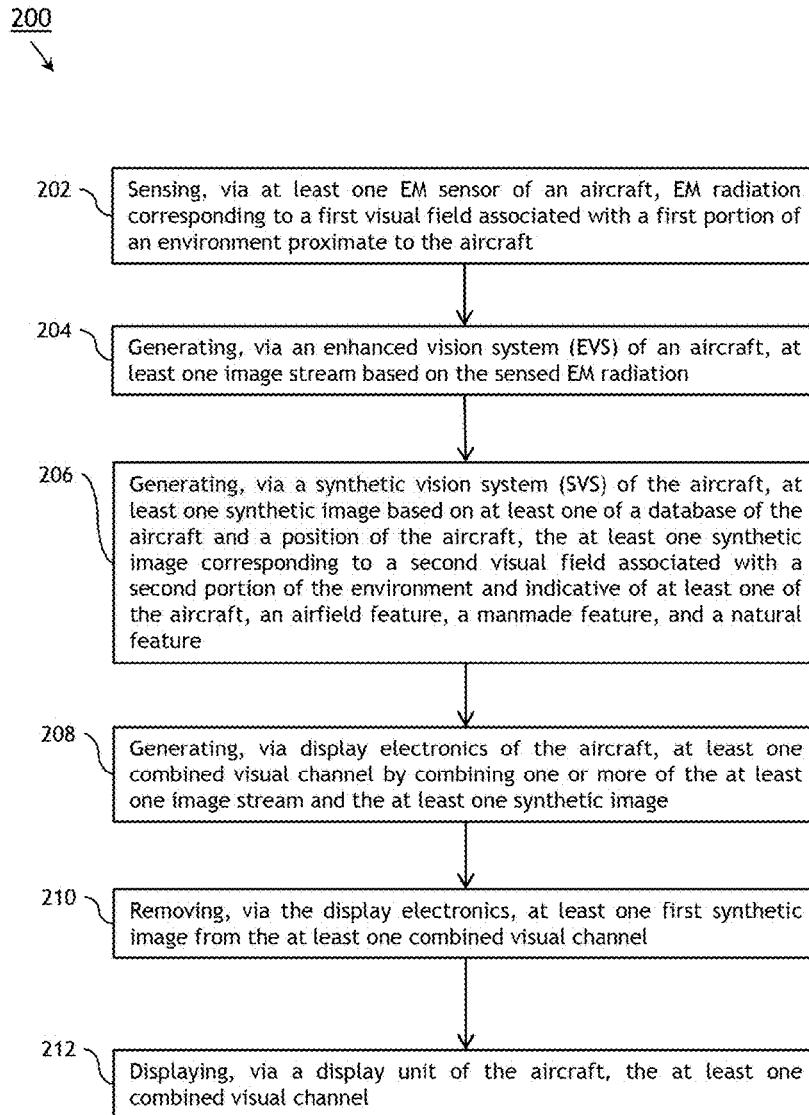 200
202
Sensing, via at least one EM sensor of an aircraft, EM radiation
corresponding to a first visual field associated with a first portion of
an environment proximate to the aircraft
204
Generating, via an enhanced vision system (EVS) of an aircraft, at
least one image stream based on the sensed EM radiation
206
Generating, via a synthetic vision system (SVS) of the aircraft, at
least one synthetic image based on at least one of a database of the
aircraft and a position of the aircraft, the at least one synthetic
image corresponding to a second visual field associated with a
second portion of the environment and indicative of at least one of
the aircraft, an airfield feature, a manmade feature, and a natural
feature
208
Generating, via display electronics of the aircraft, at least one
combined visual channel by combining one or more of the at least
one image stream and the at least one synthetic image
210
Removing, via the display electronics, at least one first synthetic
image from the at least one combined visual channel
212
Displaying, via a display unit of the aircraft, the at least one
combined visual channel